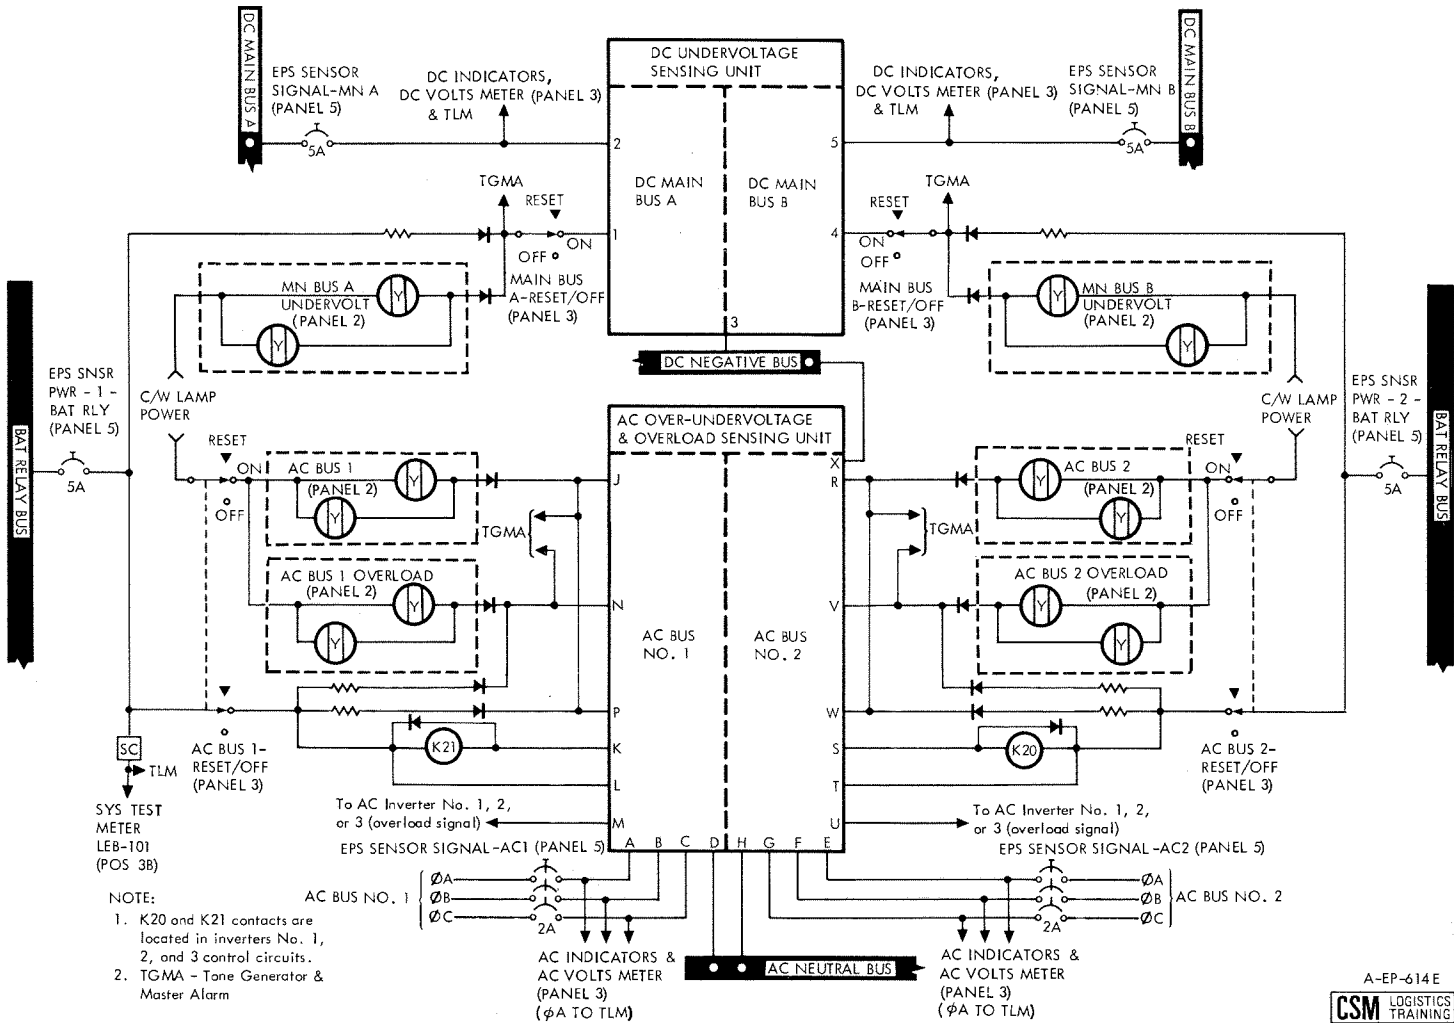 DC MAIN BUS A
EPS SENSOR
SIGNAL-MN A
(PANEL 5)
5A
DC INDICATORS,
DC VOLTS METER (PANEL 3)
& TLM
DC UNDERVOLTAGE
SENSING UNIT
DC INDICATORS,
DC VOLTS METER (PANEL 3)
& TLM
EPS SENSOR
SIGNAL-MN B
(PANEL 5)
5A
DC MAIN BUS B
2
5
DC MAIN
BUS A
DC MAIN
BUS B
TGMA
RESET
1
ON
OFF
MAIN BUS
A-RESET/OFF
(PANEL 3)
TGMA
RESET
4
ON
OFF
MAIN BUS
B-RESET/OFF
(PANEL 3)
3
MN BUS A
UNDERVOLT
(PANEL 2)
Y
Y
MN BUS B
UNDERVOLT
(PANEL 2)
Y
Y
DC NEGATIVE BUS
BAT RELAY BUS
EPS SNSR
PWR - 1 -
BAT RLY
(PANEL 5)
5A
C/W LAMP
POWER
C/W LAMP
POWER
EPS SNSR
PWR - 2 -
BAT RLY
(PANEL 5)
5A
BAT RELAY BUS
AC OVER-UNDERVOLTAGE
& OVERLOAD SENSING UNIT
RESET
ON
OFF
AC BUS 1
(PANEL 2)
Y
Y
J
X
R
AC BUS 2
(PANEL 2)
Y
Y
RESET
ON
OFF
TGMA
TGMA
AC BUS 1 OVERLOAD
(PANEL 2)
Y
Y
N
V
AC BUS 2 OVERLOAD
(PANEL 2)
Y
Y
AC BUS
NO. 1
AC BUS
NO. 2
P
W
K21
K
S
K20
L
T
M
U
SC
TLM
SYS TEST
METER
LEB-101
(POS 3B)
AC BUS 1-
RESET/OFF
(PANEL 3)
AC BUS 2-
RESET/OFF
(PANEL 3)
To AC Inverter No. 1, 2,
or 3 (overload signal)
To AC Inverter No. 1, 2,
or 3 (overload signal)
A B C D H G F E
EPS SENSOR SIGNAL-AC1 (PANEL 5)
EPS SENSOR SIGNAL-AC2 (PANEL 5)
AC BUS NO. 1
ØA
ØB
ØC
2A
2A
ØA
ØB
ØC
AC BUS NO. 2
AC INDICATORS &
AC VOLTS METER
(PANEL 3)
(ØA TO TLM)
AC NEUTRAL BUS
AC INDICATORS &
AC VOLTS METER
(PANEL 3)
(ØA TO TLM)
NOTE:
1. K20 and K21 contacts are
located in inverters No. 1,
2, and 3 control circuits.
2. TGMA - Tone Generator &
Master Alarm
A-EP-614E
CSM LOGISTICS
TRAINING